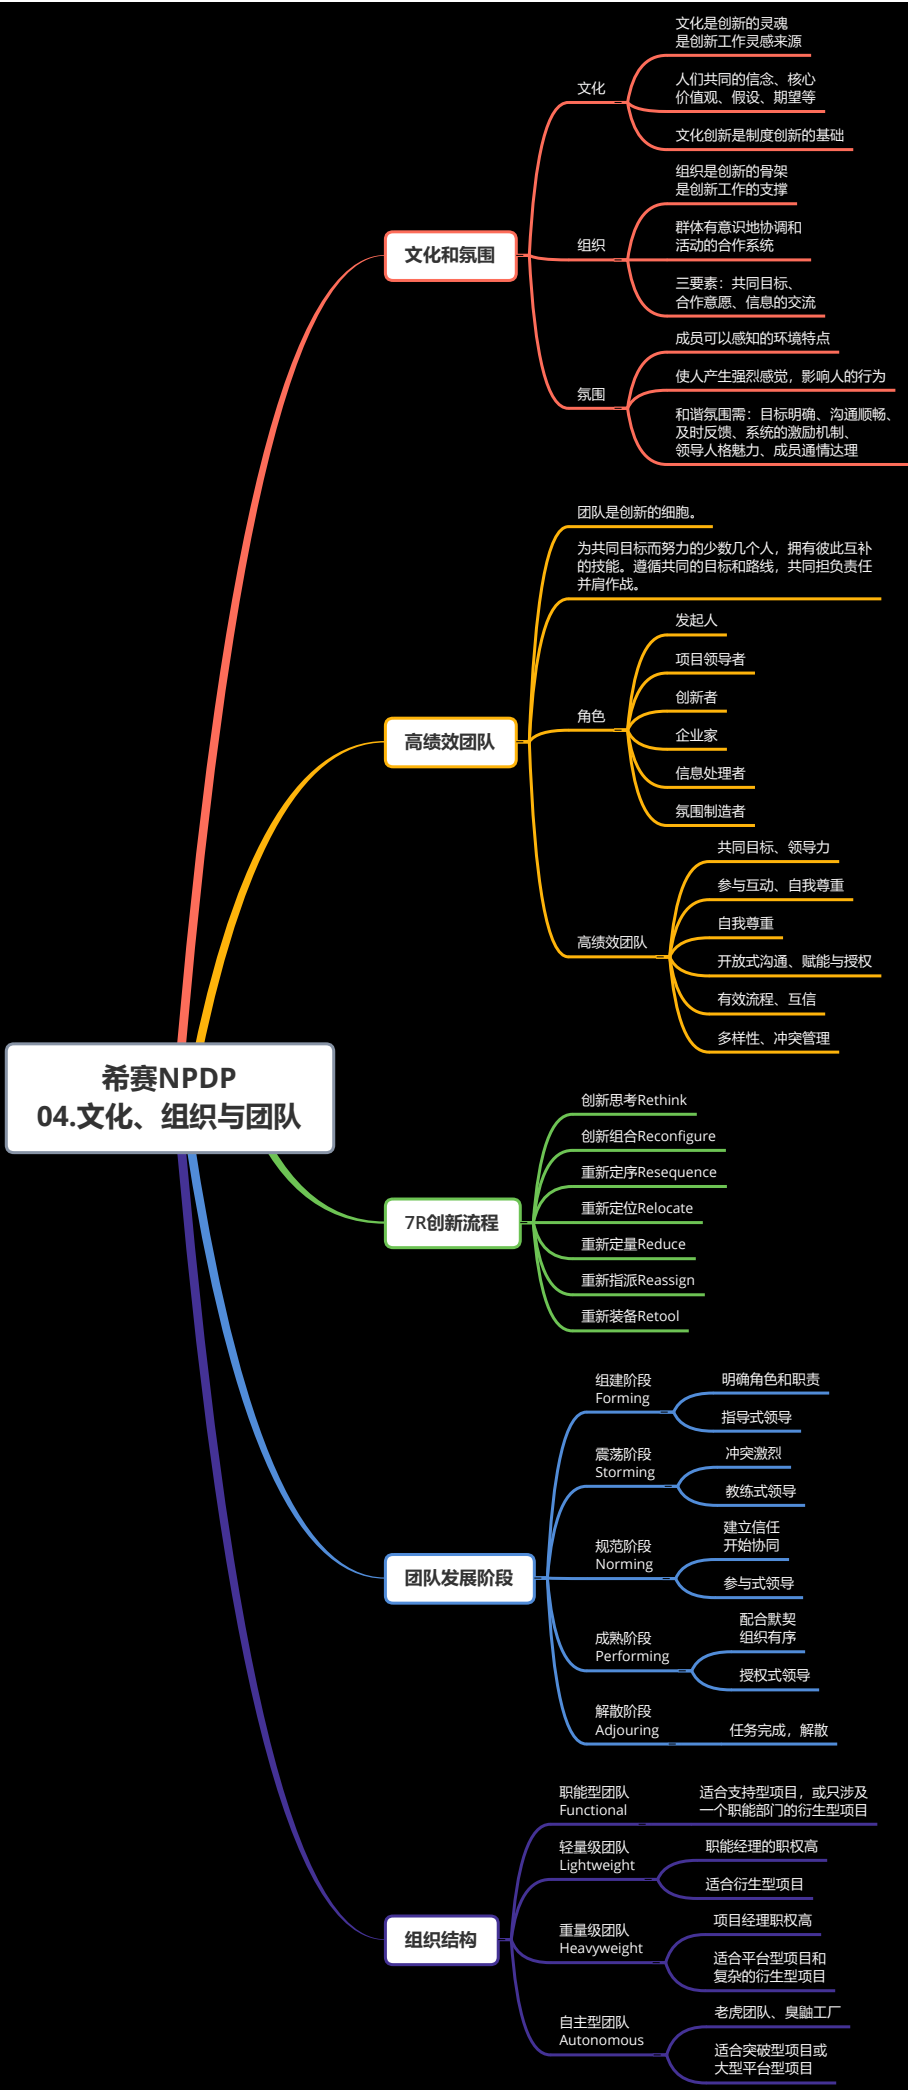 希赛NPDP
04.文化、组织与团队
文化和氛围
文化
文化是创新的灵魂
是创新工作灵感来源
人们共同的信念、核心
价值观、假设、期望等
文化创新是制度创新的基础
组织
组织是创新的骨架
是创新工作的支撑
群体有意识地协调和
活动的合作系统
三要素：共同目标、
合作意愿、信息的交流
氛围
成员可以感知的环境特点
使人产生强烈感觉，影响人的行为
和谐氛围需：目标明确、沟通顺畅、
及时反馈、系统的激励机制、
领导人格魅力、成员通情达理
高绩效团队
团队是创新的细胞。
为共同目标而努力的少数几个人，拥有彼此互补
的技能。遵循共同的目标和路线，共同担负责任
并肩作战。
角色
发起人
项目领导者
创新者
企业家
信息处理者
氛围制造者
高绩效团队
共同目标、领导力
参与互动、自我尊重
自我尊重
开放式沟通、赋能与授权
有效流程、互信
多样性、冲突管理
7R创新流程
创新思考Rethink
创新组合Reconfigure
重新定序Resequence
重新定位Relocate
重新定量Reduce
重新指派Reassign
重新装备Retool
团队发展阶段
组建阶段
Forming
明确角色和职责
指导式领导
震荡阶段
Storming
冲突激烈
教练式领导
规范阶段
Norming
建立信任
开始协同
参与式领导
成熟阶段
Performing
配合默契
组织有序
授权式领导
解散阶段
Adjouring
任务完成，解散
组织结构
职能型团队
Functional
适合支持型项目，或只涉及
一个职能部门的衍生型项目
轻量级团队
Lightweight
职能经理的职权高
适合衍生型项目
重量级团队
Heavyweight
项目经理职权高
适合平台型项目和
复杂的衍生型项目
自主型团队
Autonomous
老虎团队、臭鼬工厂
适合突破型项目或
大型平台型项目